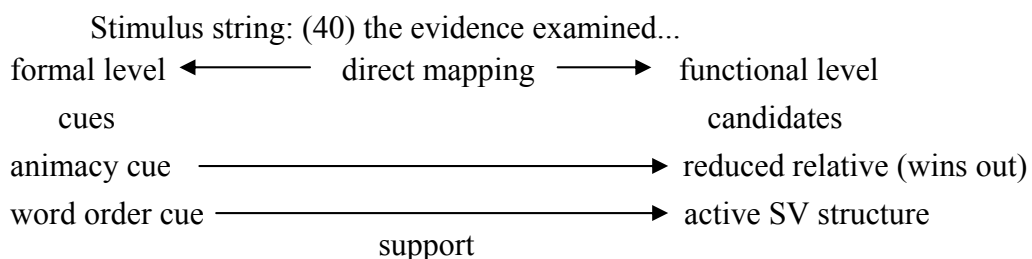 Stimulus string: (40) the evidence examined...
formal level direct mapping functional level
cues candidates
animacy cue reduced relative (wins out)
word order cue active SV structure
support